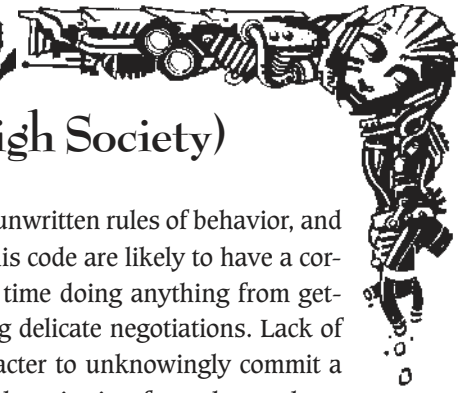 igh Society)
unwritten rules of behavior, and
his code are likely to have a cor-
time doing anything from get-
g delicate negotiations. Lack of
acter to unknowingly commit a